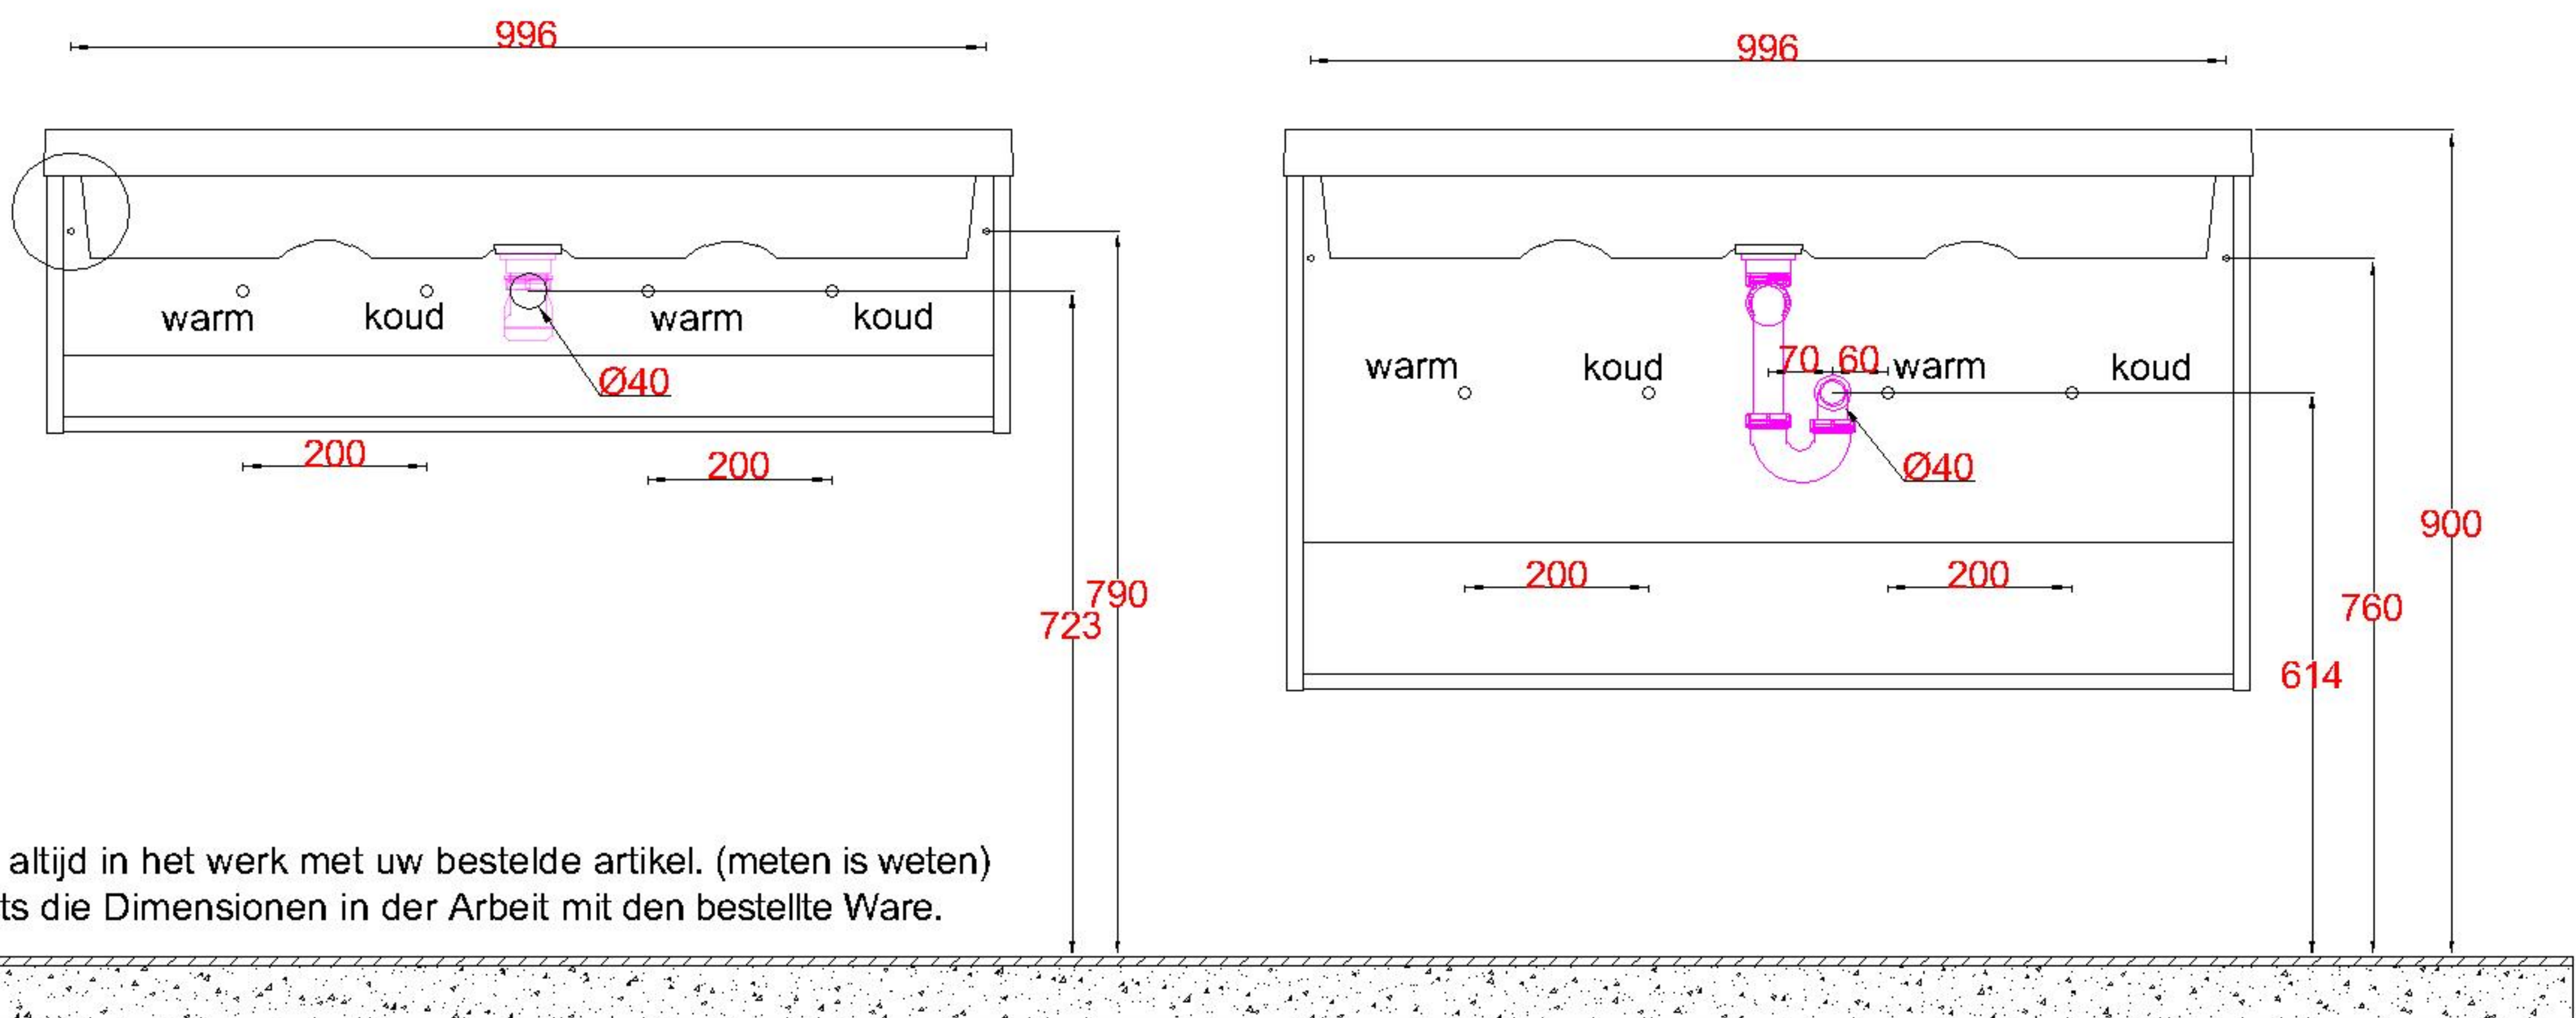 996
996
warm
koud
warm
koud
Ø40
200
200
warm
koud
70
60
warm
koud
Ø40
200
200
723
790
614
760
900
altijd in het werk met uw bestelde artikel. (meten is weten)
ts die Dimensionen in der Arbeit mit den bestellte Ware.